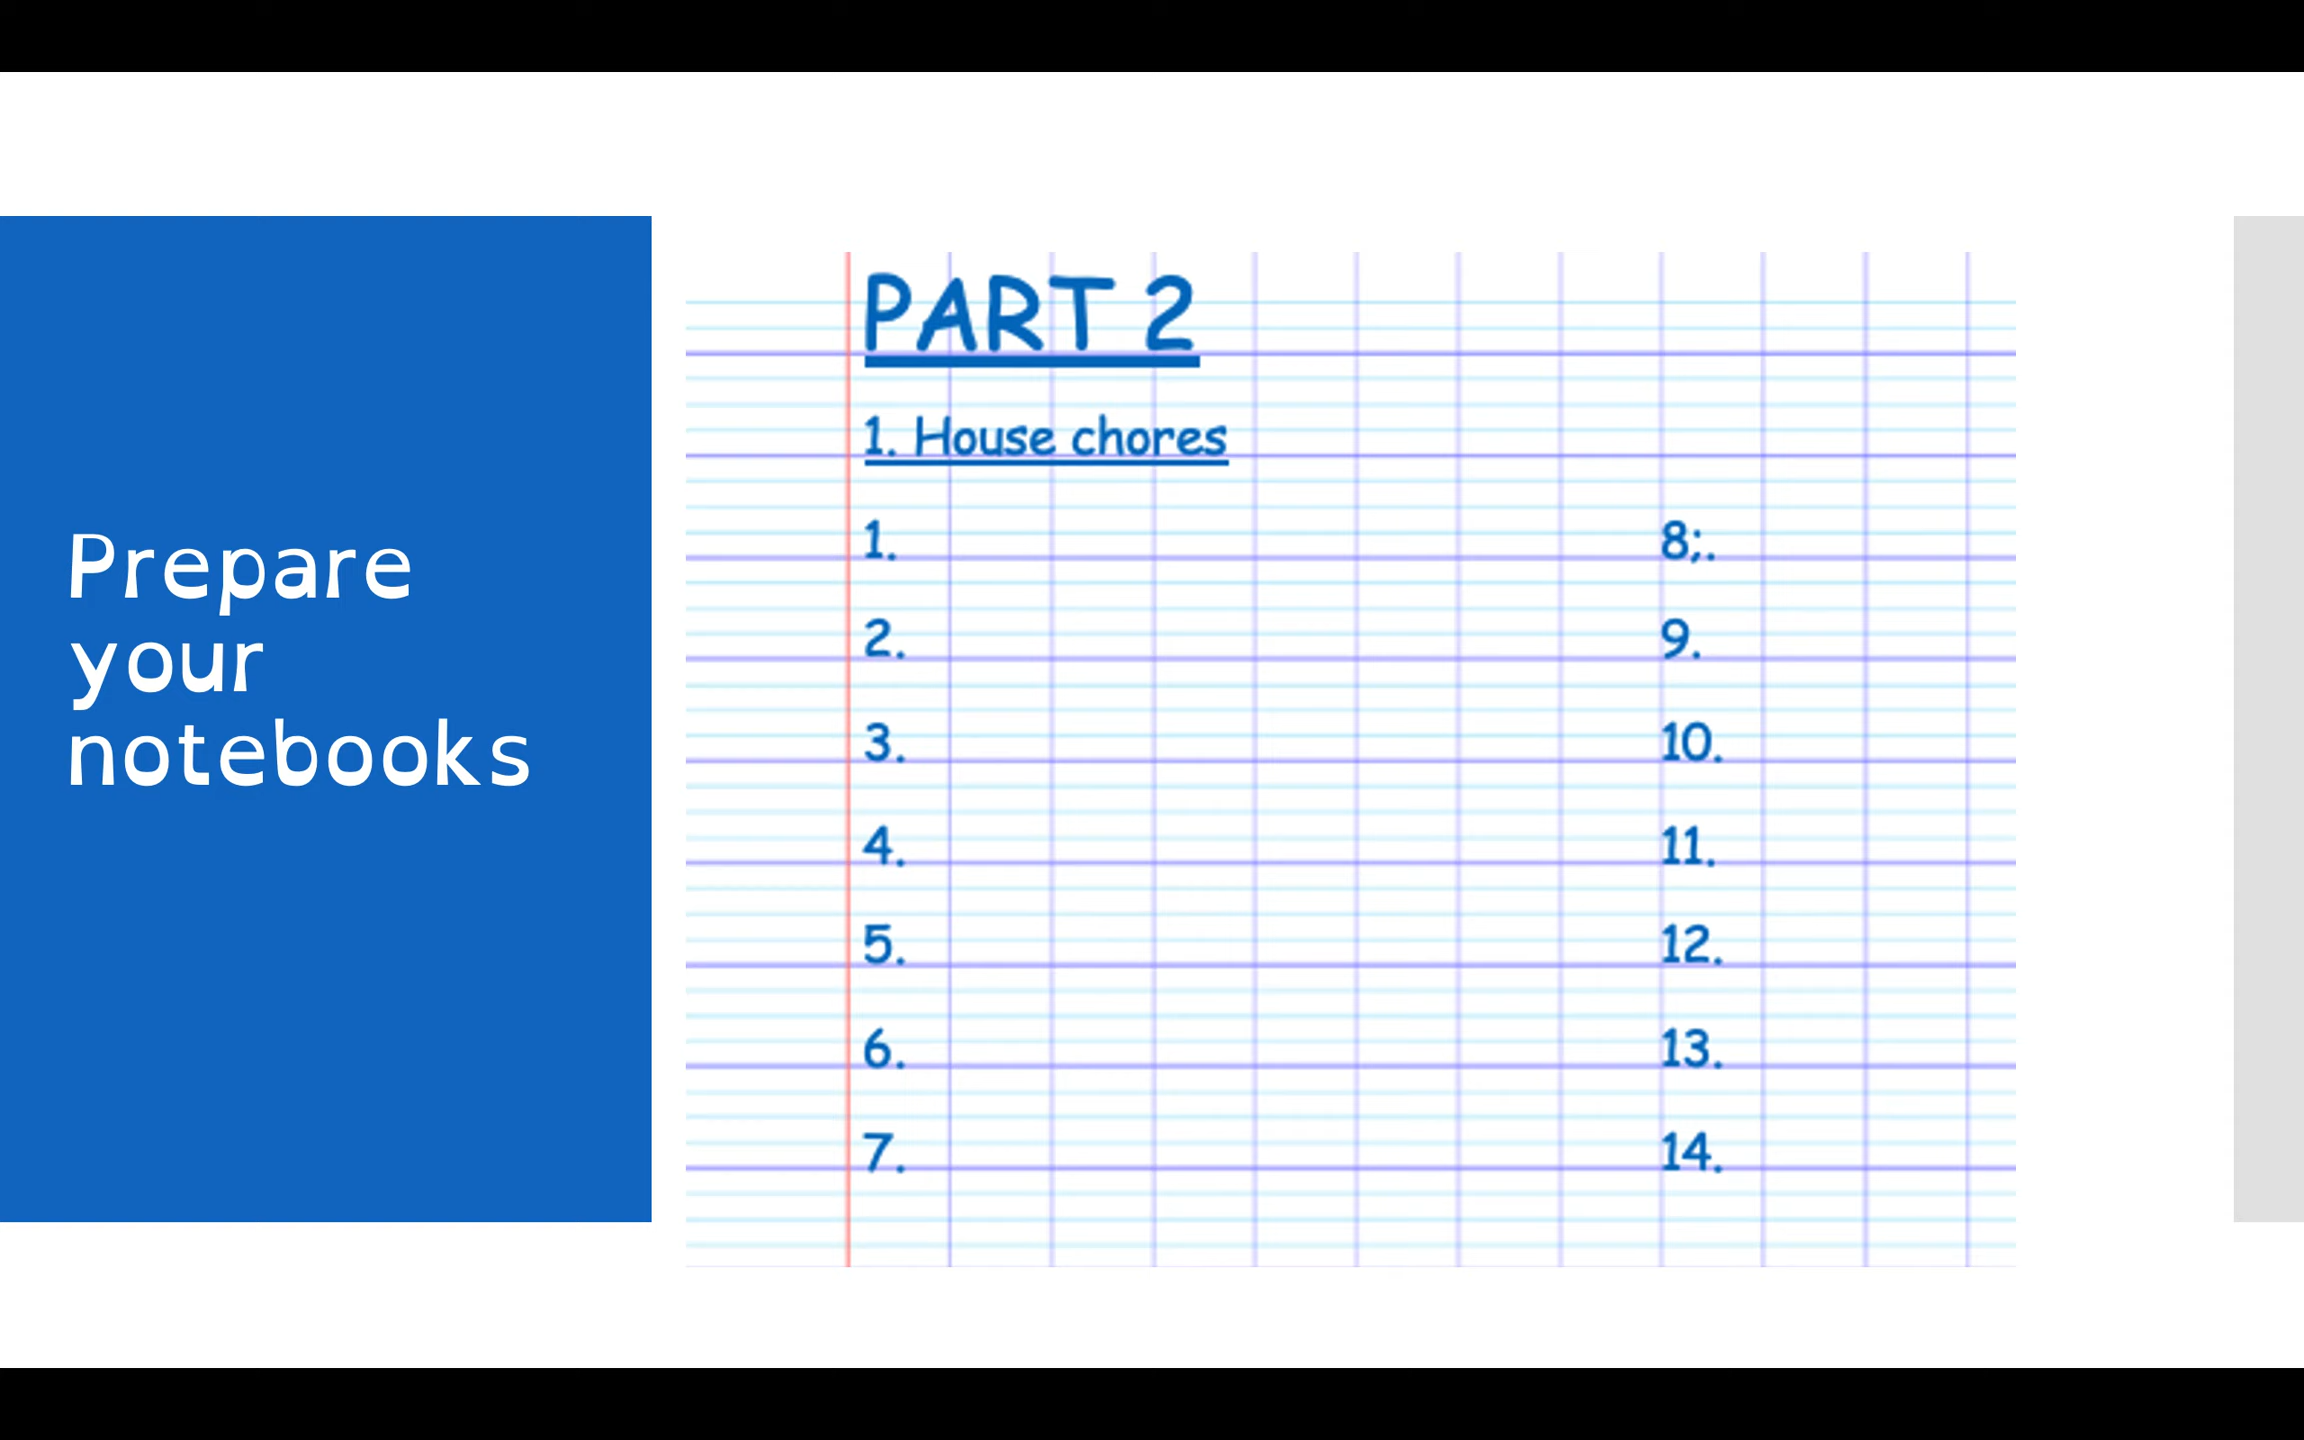 Prepare
your
notebooks
PART 2
1. House chores
1.
2.
3.
4.
5.
6.
7.
8;.
9.
10.
11.
12.
13.
14.